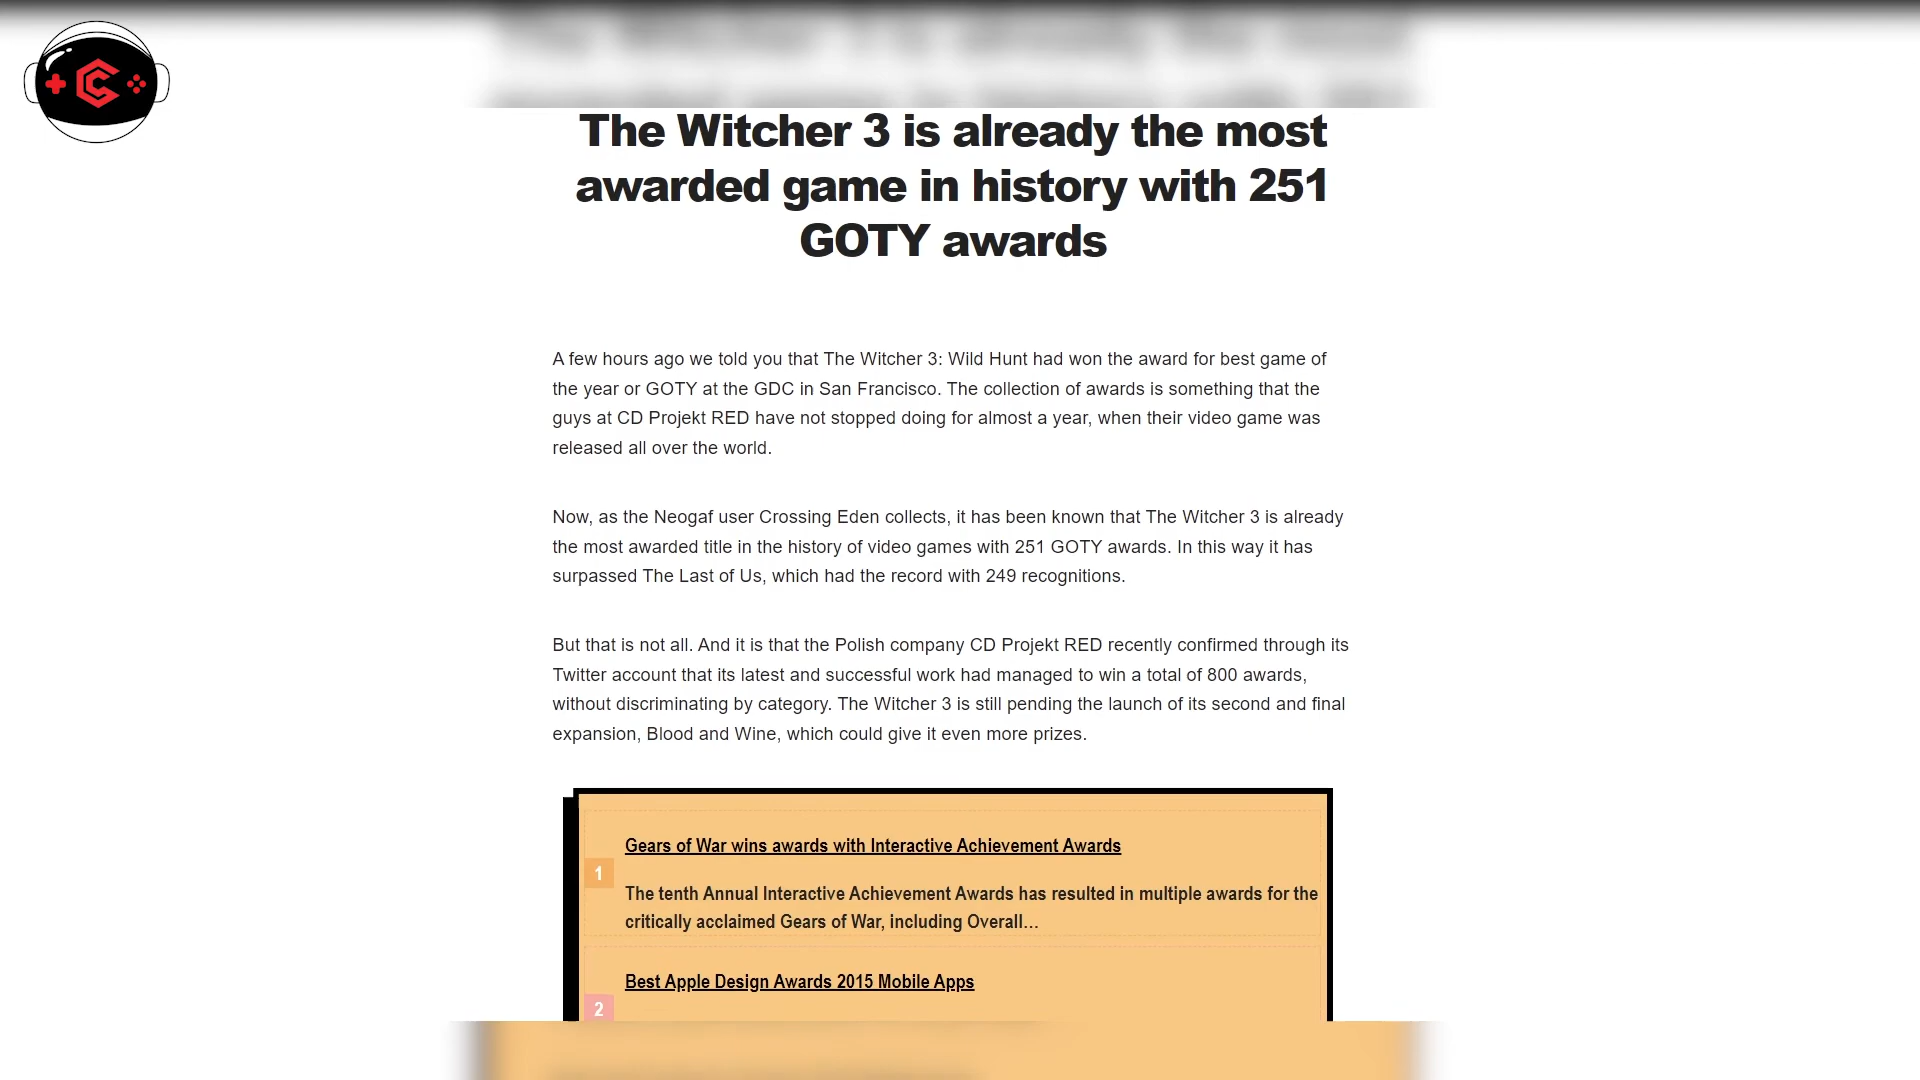 The Witcher 3 is already the most
awarded game in history with 251
GOTY awards
A few hours ago we told you that The Witcher 3: Wild Hunt had won the award for best game of
the year or GOTY at the GDC in San Francisco. The collection of awards is something that the
guys at CD Projekt RED have not stopped doing for almost a year, when their video game was
released all over the world.
Now, as the Neogaf user Crossing Eden collects, it has been known that The Witcher 3 is already
the most awarded title in the history of video games with 251 GOTY awards. In this way it has
surpassed The Last of Us, which had the record with 249 recognitions.
But that is not all. And it is that the Polish company CD Projekt RED recently confirmed through its
Twitter account that its latest and successful work had managed to win a total of 800 awards,
without discriminating by category. The Witcher 3 is still pending the launch of its second and final
expansion, Blood and Wine, which could give it even more prizes.
Gears of War wins awards with Interactive Achievement Awards
1
The tenth Annual Interactive Achievement Awards has resulted in multiple awards for the
critically acclaimed Gears of War, including Overall…
Best Apple Design Awards 2015 Mobile Apps
2